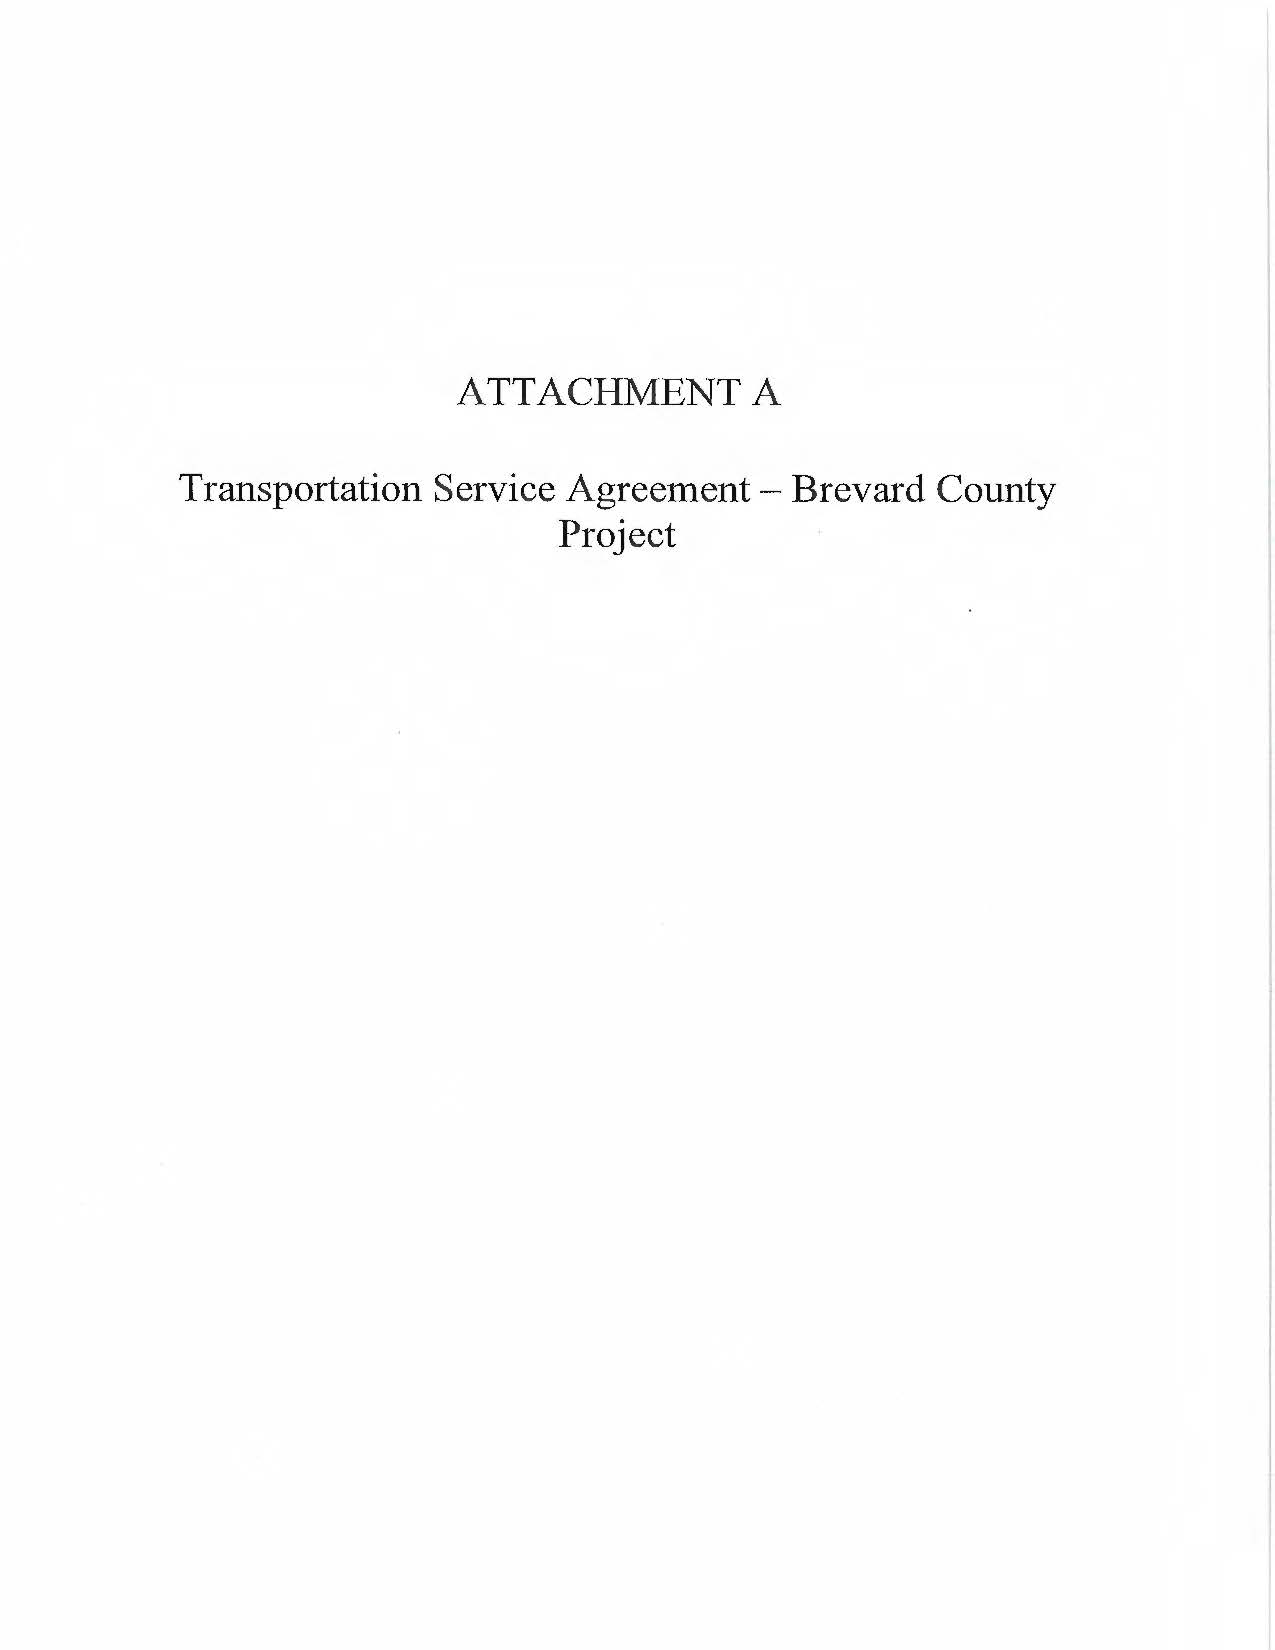 ATTACHMENT A
Transportation Service Agreement – Brevard County
Project